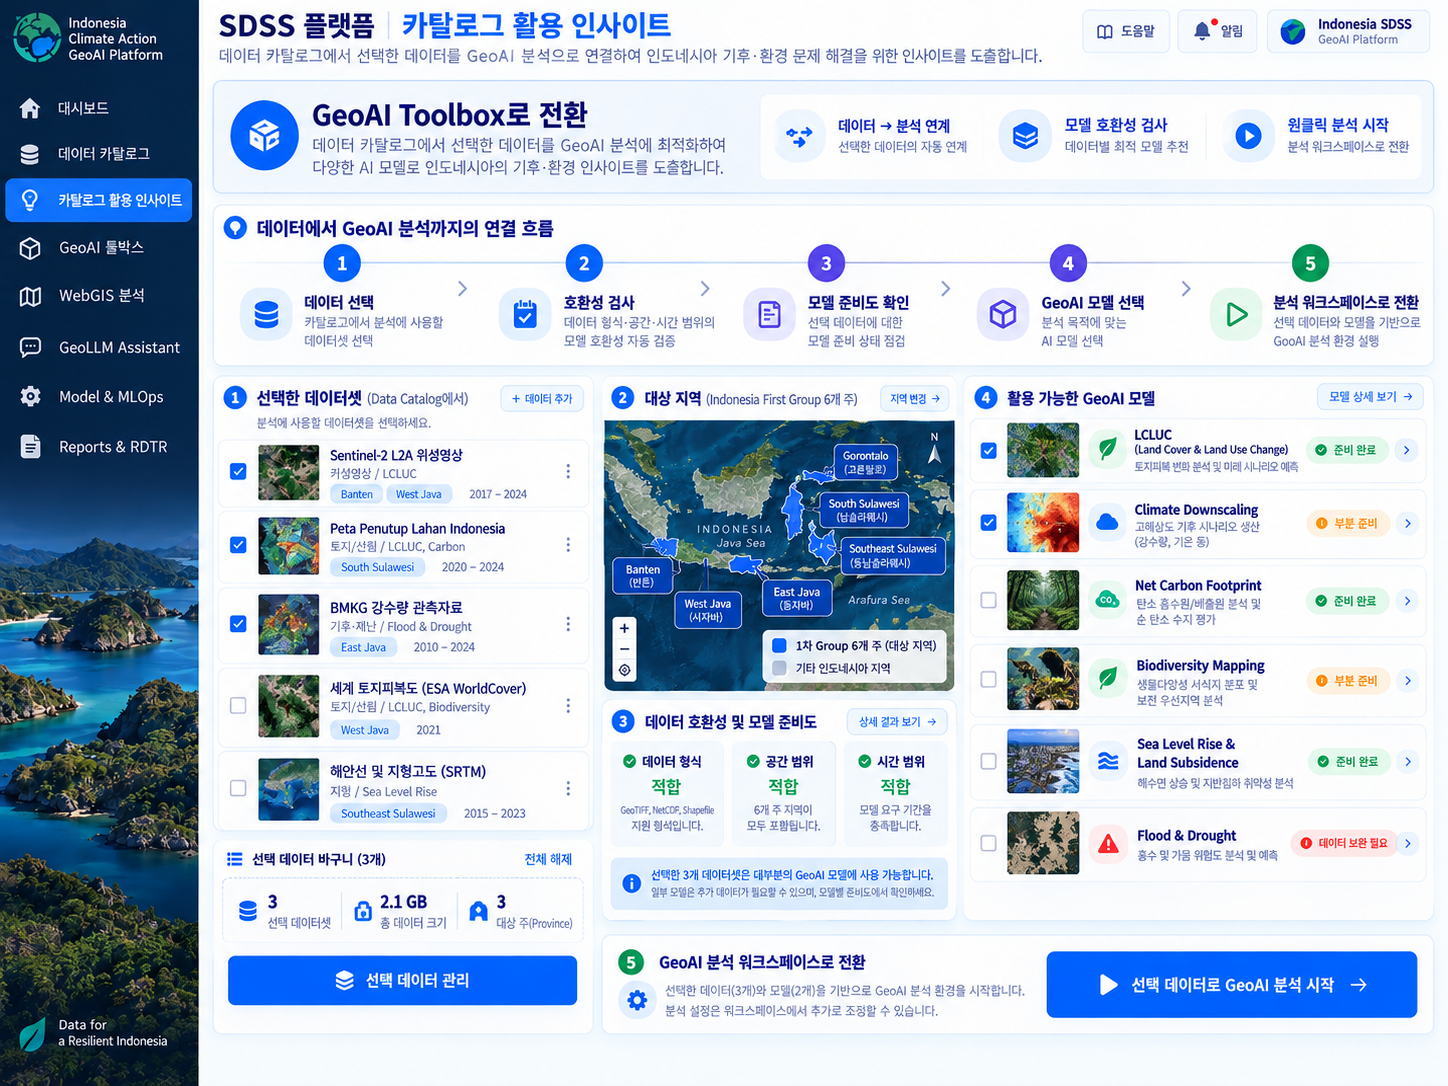 Indonesia
Climate Action
GeoAI Platform
대시보드
데이터 카탈로그
카탈로그 활용 인사이트
GeoAI 툴박스
WebGIS 분석
GeoLLM Assistant
Model & MLOps
Reports & RDTR
Data for
a Resilient Indonesia
SDSS 플랫폼 | 카탈로그 활용 인사이트
데이터 카탈로그에서 선택한 데이터를 GeoAI 분석으로 연결하여 인도네시아 기후·환경 문제 해결을 위한 인사이트를 도출합니다.
도움말
알림
Indonesia SDSS
GeoAI Platform
GeoAI Toolbox로 전환
데이터 카탈로그에서 선택한 데이터를 GeoAI 분석에 최적화하여
다양한 AI 모델로 인도네시아의 기후·환경 인사이트를 도출합니다.
데이터 → 분석 연계
선택한 데이터의 자동 연계
모델 호환성 검사
데이터별 최적 모델 추천
원클릭 분석 시작
분석 워크스페이스로 전환
데이터에서 GeoAI 분석까지의 연결 흐름
1
데이터 선택
카탈로그에서 분석에 사용할
데이터셋 선택
2
호환성 검사
데이터 형식·공간·시간 범위의
모델 호환성 자동 검증
3
모델 준비도 확인
선택 데이터에 대한
모델 준비 상태 점검
4
GeoAI 모델 선택
분석 목적에 맞는
AI 모델 선택
5
분석 워크스페이스로 전환
선택 데이터와 모델을 기반으로
GooAI 분석 환경 실행
1 선택한 데이터셋 (Data Catalog에서)
+ 데이터 추가
분석에 사용할 데이터셋을 선택하세요.
Sentinel-2 L2A 위성영상
커성영상 / LCLUC
Banten West Java 2017 – 2024
Peta Penutup Lahan Indonesia
토지/산림 / LCLUC, Carbon
South Sulawesi 2020 – 2024
BMKG 강수량 관측자료
기후·재난 / Flood & Drought
East Java 2010 – 2024
세계 토지피복도 (ESA WorldCover)
토지/산림 / LCLUC, Biodiversity
West Java 2021
해안선 및 지형고도 (SRTM)
지형 / Sea Level Rise
Southeast Sulawesi 2015 – 2023
선택 데이터 바구니 (3개)
전체 해제
3
선택 데이터셋
2.1 GB
총 데이터 크기
3
대상 주(Province)
선택 데이터 관리
2 대상 지역 (Indonesia First Group 6개 주)
지역 변경 →
N
Gorontalo
South Sulawesi
Southeast Sulawesi
INDONESIA
Java Sea
Banten
West Java
East Java
(동자바)
Arafura Sea
+
−
1차 Group 6개 주 (대상 지역)
기타 인도네시아 지역
3 데이터 호환성 및 모델 준비도
상세 결과 보기 →
데이터 형식
적합
GeoTIFF, NetCDF, Shapefile
지원 형석입니다.
공간 범위
적합
6개 주 지역이
모두 포함됩니다.
시간 범위
적합
모델 요구 기간을
충족합니다.
선택한 3개 데이터셋은 대부분의 GeoAI 모델에 사용 가능합니다.
일부 모델은 추가 데이터가 필요할 수 있으며, 모델별 준비도에서 확인하세요.
4 활용 가능한 GeoAI 모델
모델 상세 보기 →
LCLUC
(Land Cover & Land Use Change)
토지피복 변화 분석 및 미래 시나리오 예측
준비 완료
Climate Downscaling
고해상도 기후 시나리오 생산
(강수량, 기온 등)
부분 준비
Net Carbon Footprint
탄소 흡수원/배출원 분석 및
순 탄소 수지 평가
CO₂
준비 완료
Biodiversity Mapping
생물다양성 서식지 분포 및
보전 우선지역 분석
부분 준비
Sea Level Rise &
Land Subsidence
해수면 상승 및 지반침하 취약성 분석
준비 완료
Flood & Drought
홍수 및 가뭄 위험도 분석 및 예측
데이터 보완 필요
5 GeoAI 분석 워크스페이스로 전환
선택한 데이터(3개)와 모델(2개)을 기반으로 GeoAI 분석 환경을 시작합니다.
분석 설정은 워크스페이스에서 추가로 조정할 수 있습니다.
선택 데이터로 GeoAI 분석 시작 →